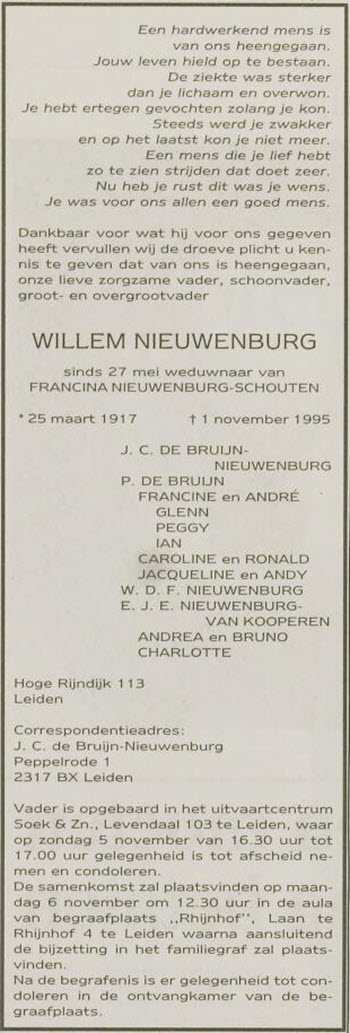 Een hardwerkend mens is
van ons heengegaan.
Jouw leven hield op te bestaan.
De ziekte was sterker
dan je lichaam en overwon.
Je hebt ertegen gevochten zolang je kon.
Steeds werd je zwakker
en op het laatst kon je niet meer.
Een mens die je lief hebt
zo te zien strijden dat doet zeer.
Nu heb je rust dit was je wens.
Je was voor ons allen een goed mens.
Dankbaar voor wat hij voor ons gegeven
heeft vervullen wij de droeve plicht u ken-
nis te geven dat van ons is heengegaan,
onze lieve zorgzame vader, schoonvader,
groot- en overgrootvader
WILLEM NIEUWENBURG
sinds 27 mei weduwnaar van
FRANCINA NIEUWENBURG-SCHOUTEN
* 25 maart 1917 † 1 november 1995
J. C. DE BRUIJN-
NIEUWENBURG
P. DE BRUIJN
FRANCINE en ANDRÉ
GLENN
PEGGY
IAN
CAROLINE en RONALD
JACQUELINE en ANDY
W. D. F. NIEUWENBURG
E. J. E. NIEUWENBURG-
VAN KOOPEREN
ANDREA en BRUNO
CHARLOTTE
Hoge Rijndijk 113
Leiden
Correspondentieadres:
J. C. de Bruijn-Nieuwenburg
Peppelrode 1
2317 BX Leiden
Vader is opgebaard in het uitvaartcentrum
Soek & Zn., Levendaal 103 te Leiden, waar
op zondag 5 november van 16.30 uur tot
17.00 uur gelegenheid is tot afscheid ne-
men en condoleren.
De samenkomst zal plaatsvinden op maan-
dag 6 november om 12.30 uur in de aula
van begraafplaats ,,Rhijnhof", Laan te
Rhijnhof 4 te Leiden waarna aansluitend
de bijzetting in het familiegraf zal plaats-
vinden.
Na de begrafenis is er gelegenheid tot con-
doleren in de ontvangkamer van de be-
graafplaats.